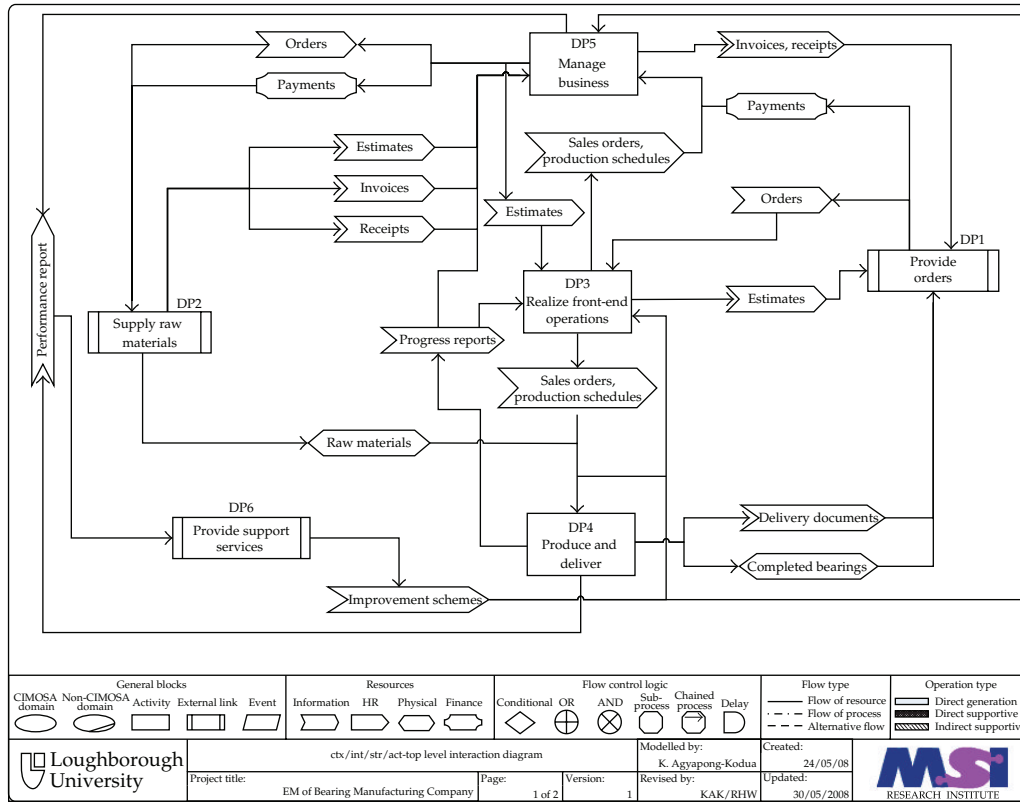 DP5
Manage
business
Orders
Payments
Invoices, receipts
Payments
Sales orders,
production schedules
Estimates
Invoices
Receipts
Estimates
Orders
DP1
Provide
orders
Performance report
DP2
Supply raw
materials
DP3
Realize front-end
operations
Estimates
Progress reports
Sales orders,
production schedules
Raw materials
DP6
Provide support
services
DP4
Produce and
deliver
Delivery documents
Completed bearings
Improvement schemes
General blocks
CIMOSA
domain
Non-CIMOSA
domain
Activity
External link
Event
Resources
Information
HR
Physical
Finance
Flow control logic
Conditional
OR
AND
Sub-
process
Chained
process
Delay
Flow type
Flow of resource
Flow of process
Alternative flow
Operation type
Direct generation
Direct supportive
Indirect supportiv
Loughborough
University
ctx/int/str/act-top level interaction diagram
Modelled by:
K. Agyapong-Kodua
Created:
24/05/08
Project title:
EM of Bearing Manufacturing Company
Page:
1 of 2
Version:
1
Revised by:
KAK/RHW
Updated:
30/05/2008
MSI
RESEARCH INSTITUTE